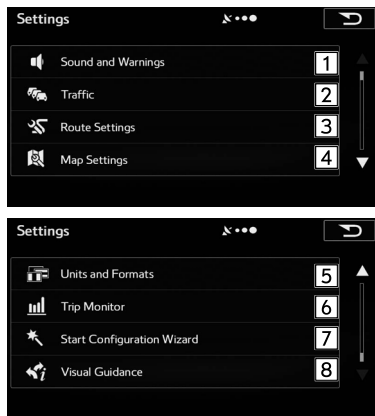 Settings
Sound and Warnings 1
Traffic 2
Route Settings 3
Map Settings 4
Settings
Units and Formats 5
Trip Monitor 6
Start Configuration Wizard 7
Visual Guidance 8